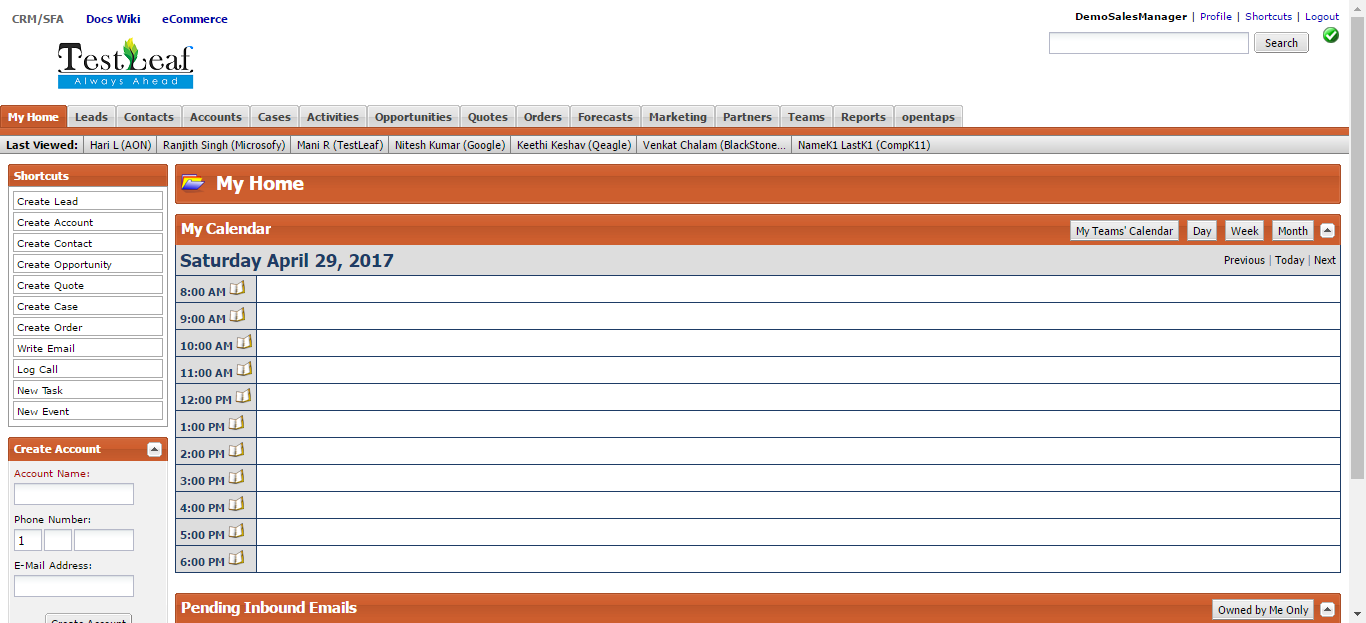 CRM/SFA Docs Wiki eCommerce
DemoSalesManager | Profile | Shortcuts | Logout
Search
TestLeaf
Always Ahead
My Home Leads Contacts Accounts Cases Activities Opportunities Quotes Orders Forecasts Marketing Partners Teams Reports opentaps
Last Viewed: Hari L (AON) Ranjith Singh (Microsofy) Mani R (TestLeaf) Nitesh Kumar (Google) Keethi Keshav (Qeagle) Venkat Chalam (BlackStone... NameK1 LastK1 (CompK11)
Shortcuts
Create Lead
Create Account
Create Contact
Create Opportunity
Create Quote
Create Case
Create Order
Write Email
Log Call
New Task
New Event
Create Account
Account Name:
Phone Number:
1
E-Mail Address:
Create Account
My Home
My Calendar
My Teams' Calendar Day Week Month
Saturday April 29, 2017
Previous | Today | Next
8:00 AM
9:00 AM
10:00 AM
11:00 AM
12:00 PM
1:00 PM
2:00 PM
3:00 PM
4:00 PM
5:00 PM
6:00 PM
Pending Inbound Emails
Owned by Me Only